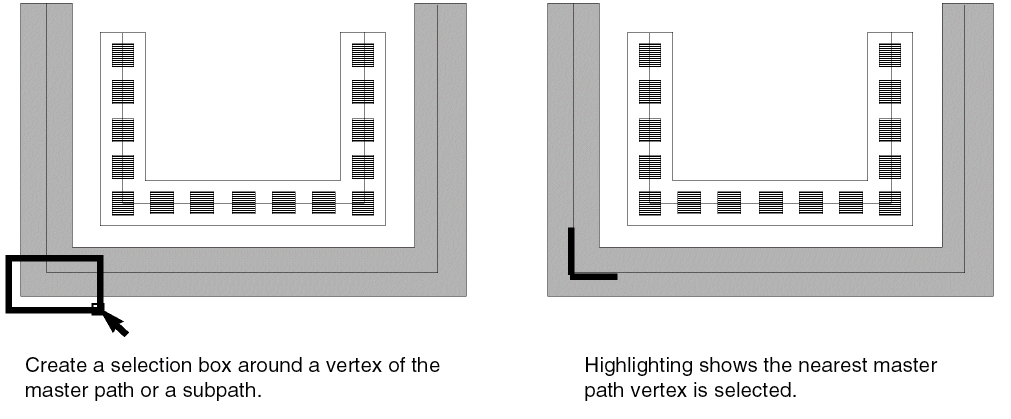 Create a selection box around a vertex of the
master path or a subpath.
Highlighting shows the nearest master
path vertex is selected.